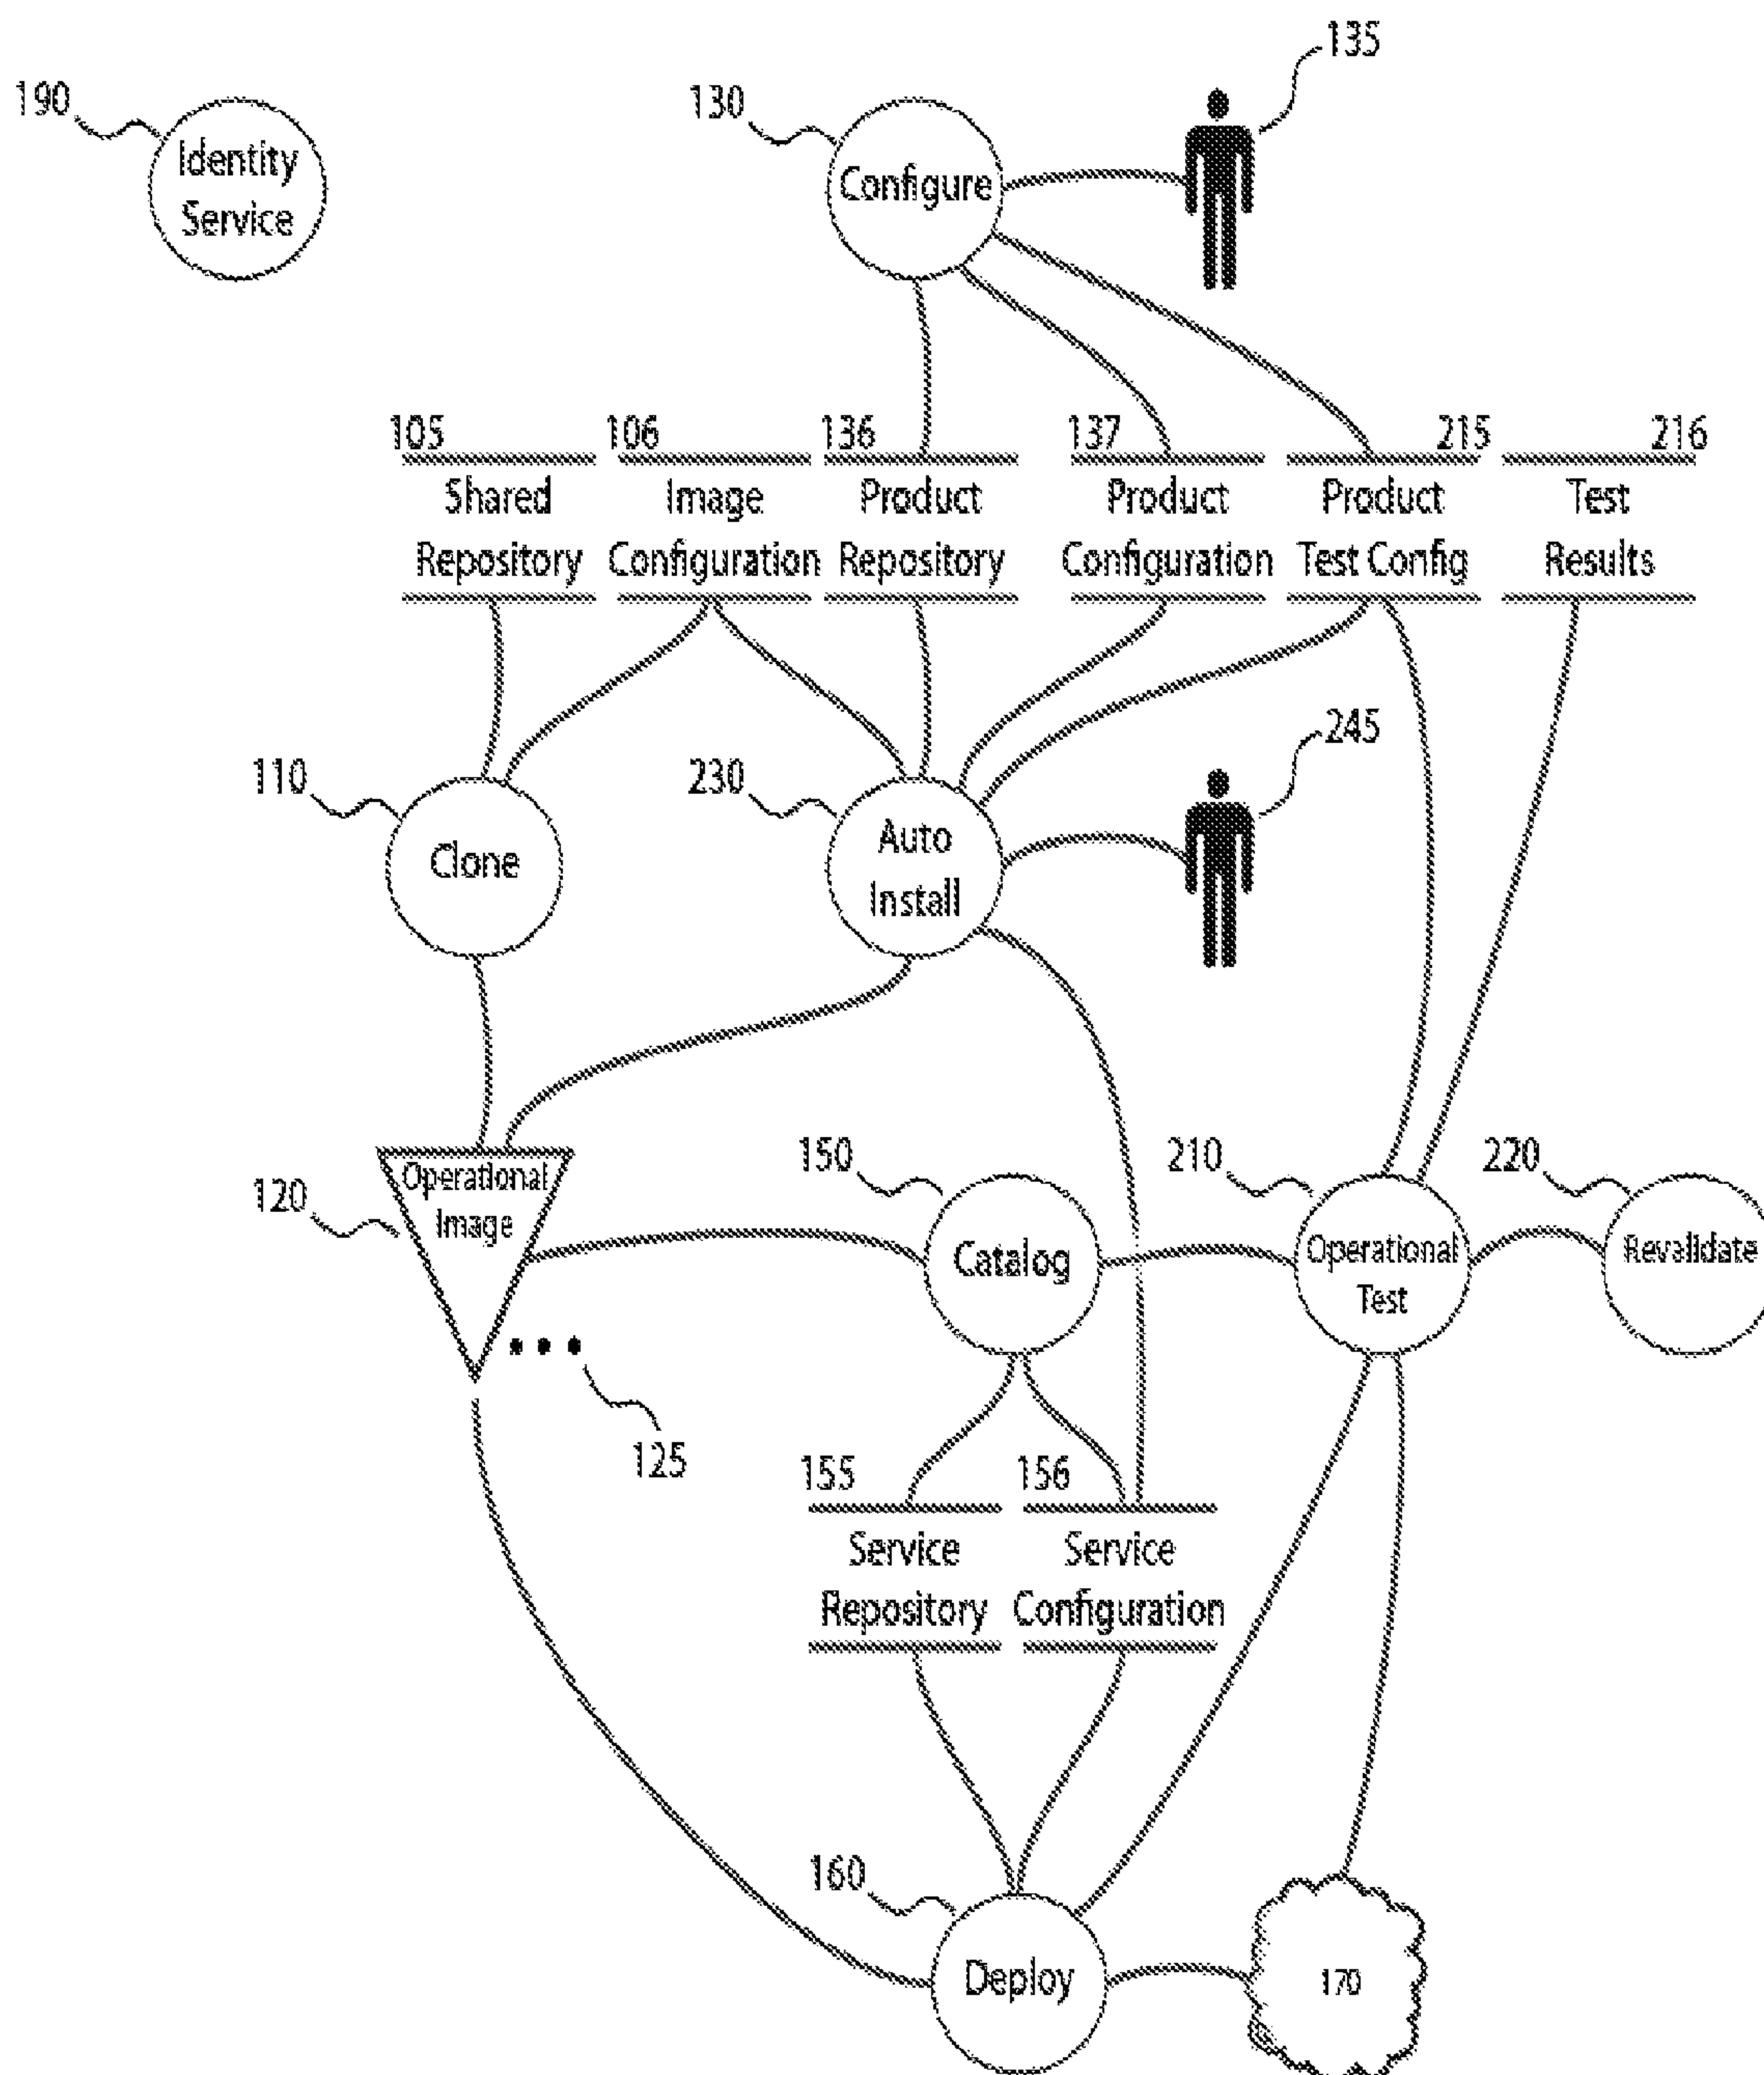 135
190
130
Identity
Service
Configure
105
106
136
137
215
216
Shared
Repository
Image
Configuration
Product
Repository
Product
Configuration
Product
Test Config
Test
Results
245
110
230
Clone
Auto
Install
120
Operational
Image
150
210
220
Catalog
Operational
Test
Revalidate
125
155
156
Service
Repository
Service
Configuration
160
Deploy
170